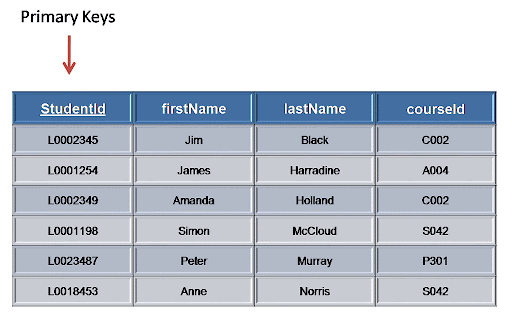 Primary Keys
StudentId firstName lastName courseId
L0002345 Jim Black C002
L0001254 James Harradine A004
L0002349 Amanda Holland C002
L0001198 Simon McCloud S042
L0023487 Peter Murray P301
L0018453 Anne Norris S042